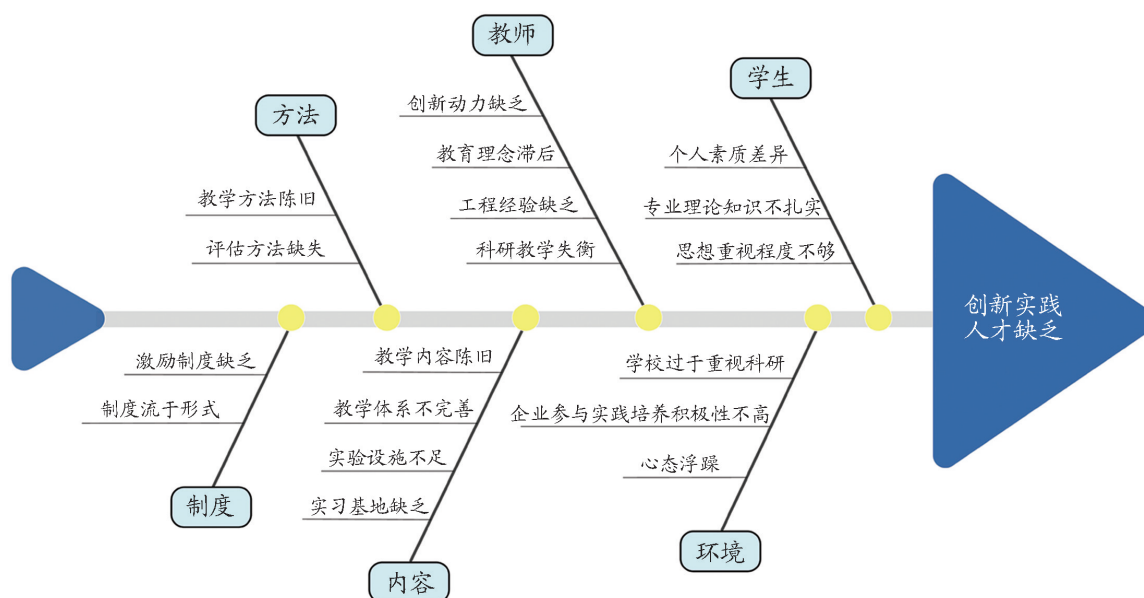 教师
创新动力缺乏
教育理念滞后
工程经验缺乏
科研教学失衡
学生
个人素质差异
专业理论知识不扎实
思想重视程度不够
方法
教学方法陈旧
评估方法缺失
创新实践
人才缺乏
激励制度缺乏
制度流于形式
制度
教学内容陈旧
教学体系不完善
实验设施不足
实习基地缺乏
内容
学校过于重视科研
企业参与实践培养积极性不高
心态浮躁
环境